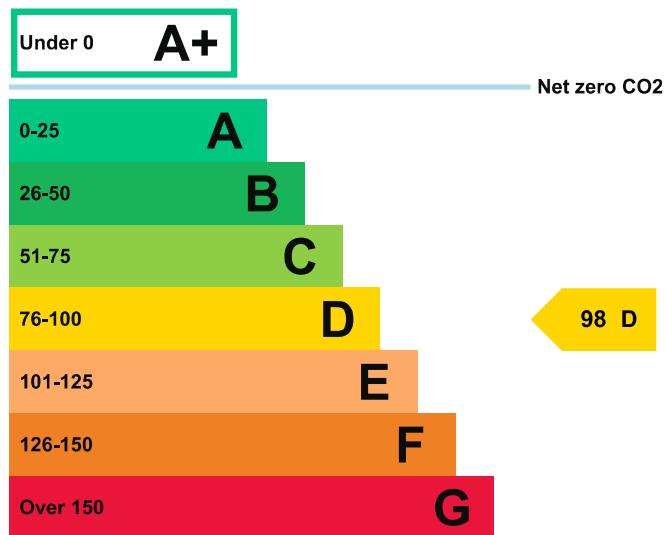 Under 0 A+
Net zero CO2
0-25 A
26-50 B
51-75 C
76-100 D
98 D
101-125 E
126-150 F
Over 150 G